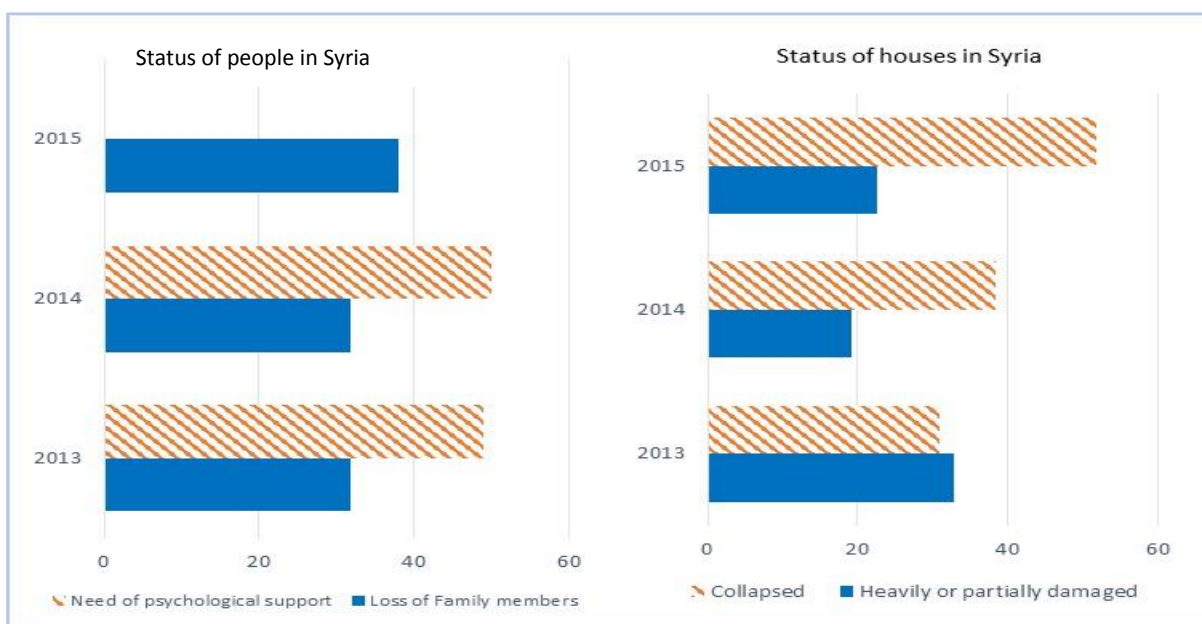 Status of people in Syria
2015
2014
2013
0 20 40 60
Need of psychological support Loss of Family members
Status of houses in Syria
2015
2014
2013
0 20 40 60
Collapsed Heavily or partially damaged